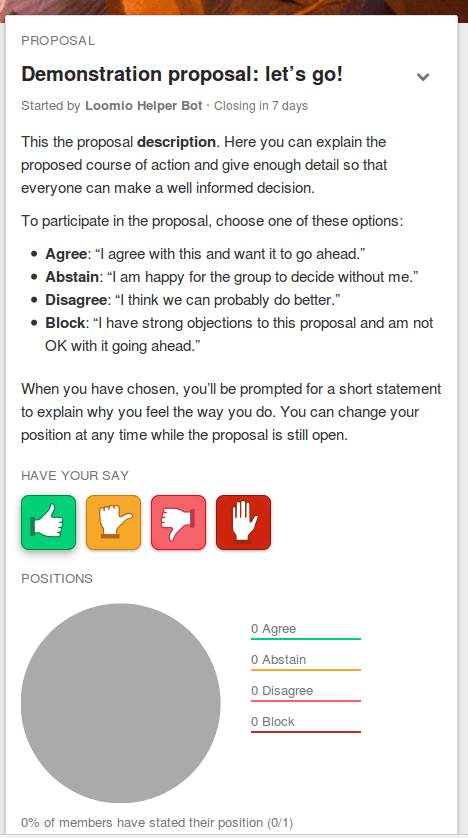 PROPOSAL
Demonstration proposal: let's go!
Started by Loomio Helper Bot · Closing in 7 days
This the proposal description. Here you can explain the
proposed course of action and give enough detail so that
everyone can make a well informed decision.
To participate in the proposal, choose one of these options:
• Agree: “I agree with this and want it to go ahead.”
• Abstain: “I am happy for the group to decide without me.”
• Disagree: “I think we can probably do better.”
• Block: “I have strong objections to this proposal and am not
OK with it going ahead.”
When you have chosen, you'll be prompted for a short statement
to explain why you feel the way you do. You can change your
position at any time while the proposal is still open.
HAVE YOUR SAY
POSITIONS
0 Agree
0 Abstain
0 Disagree
0 Block
0% of members have stated their position (0/1)